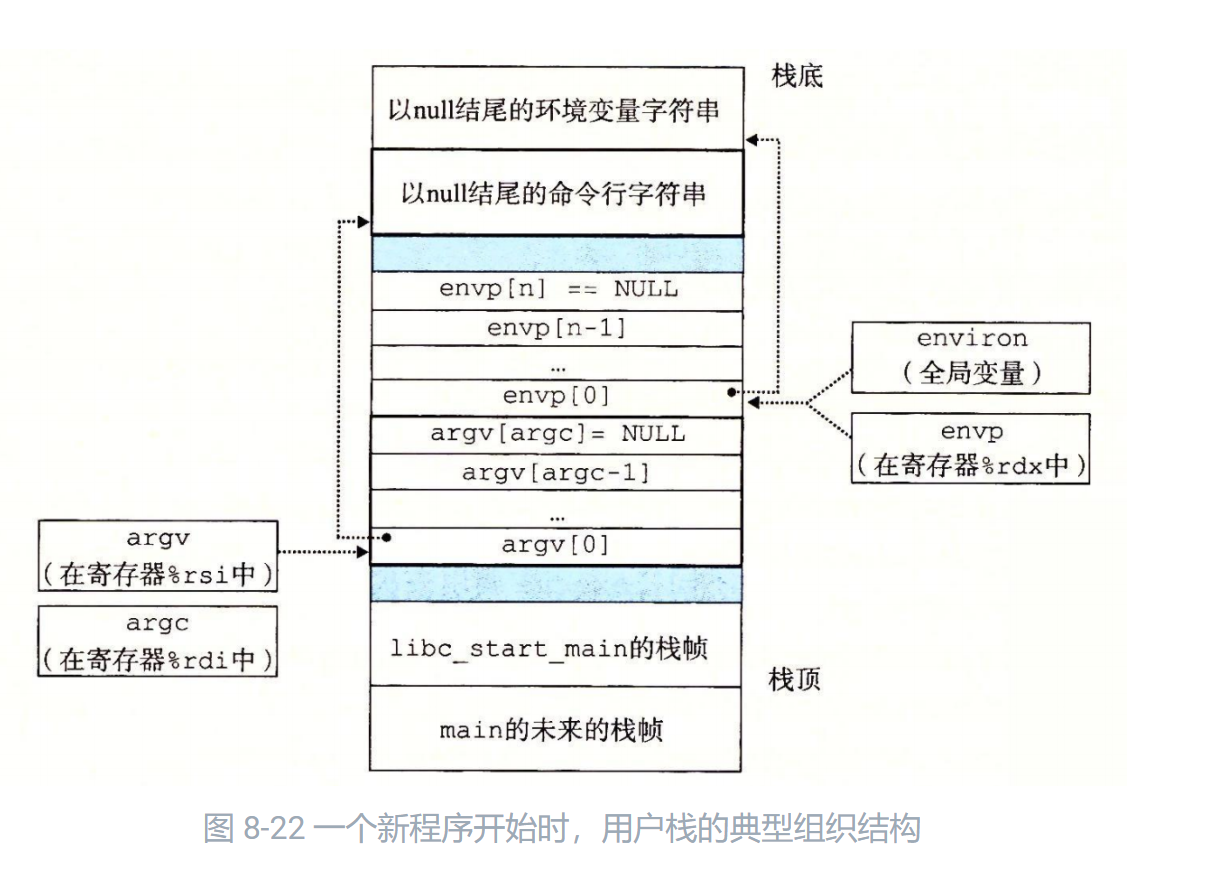 栈底
以null结尾的环境变量字符串
以null结尾的命令行字符串
envp[n] == NULL
envp[n-1]
…
envp[0]
argv[argc]= NULL
argv[argc-1]
…
argv[0]
environ
(全局变量)
envp
(在寄存器%rdx中)
argv
(在寄存器%rsi中)
argc
(在寄存器%rdi中)
libc_start_main的栈帧
栈顶
main的未来的栈帧
图 8-22 一个新程序开始时，用户栈的典型组织结构